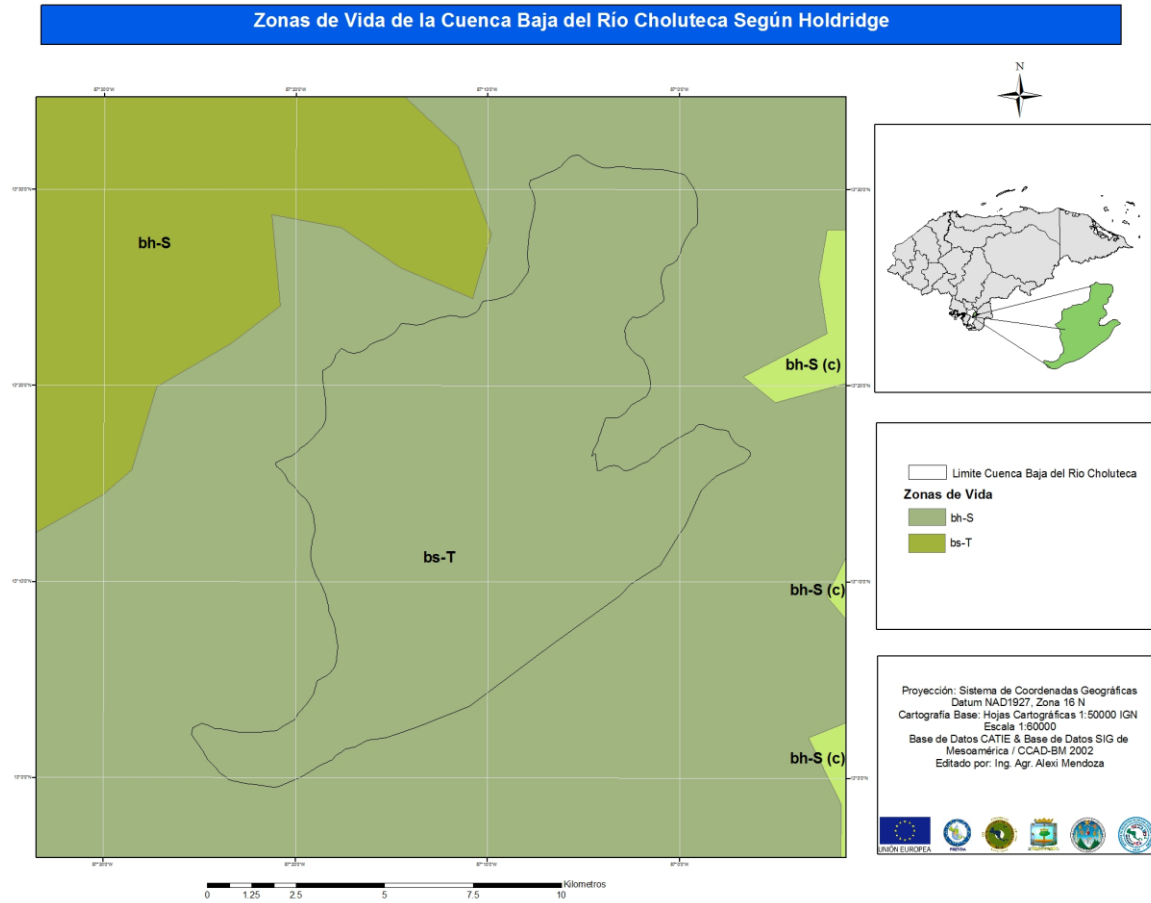 Zonas de Vida de la Cuenca Baja del Río Choluteca Según Holdridge
N
bh-S
bh-S (c)
bs-T
bh-S (c)
bh-S (c)
Limite Cuenca Baja del Rio Choluteca
Zonas de Vida
bh-S
bs-T
Proyección: Sistema de Coordenadas Geográficas
Datum NAD1927, Zona 16 N
Cartografía Base: Hojas Cartográficas 1:50000 IGN
Escala 1:60000
Base de Datos CATIE & Base de Datos SIG de
Mesoamérica / CCAD-BM 2002
Editado por: Ing. Agr. Alexi Mendoza
UNIÓN EUROPEA
Kilometros
0 1.25 2.5 5 7.5 10